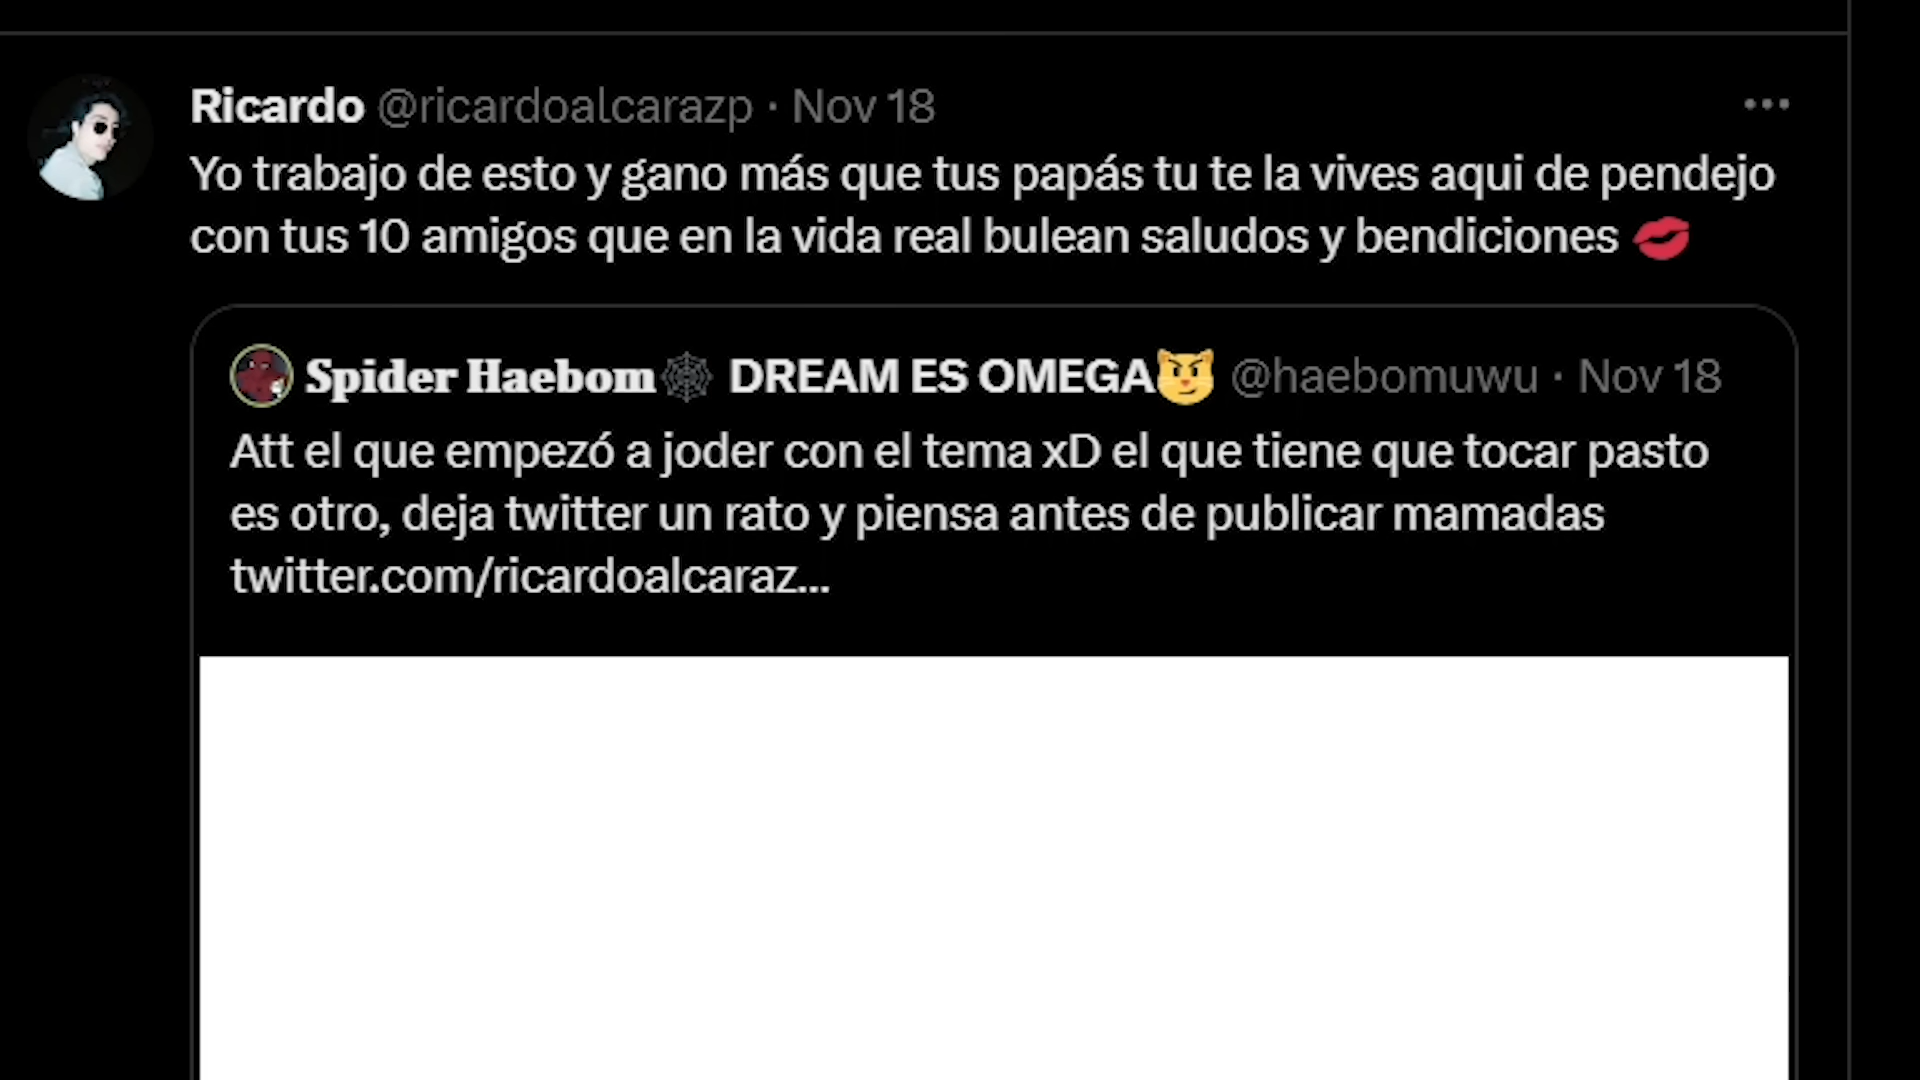 Ricardo @ricardoalcarazp · Nov 18
Yo trabajo de esto y gano más que tus papás tu te la vives aqui de pendejo
con tus 10 amigos que en la vida real bulean saludos y bendiciones 💋
Spider Haebom🕸 DREAM ES OMEGA😼 @haebomuwu · Nov 18
Att el que empezó a joder con el tema xD el que tiene que tocar pasto
es otro, deja twitter un rato y piensa antes de publicar mamadas
twitter.com/ricardoalcaraz...